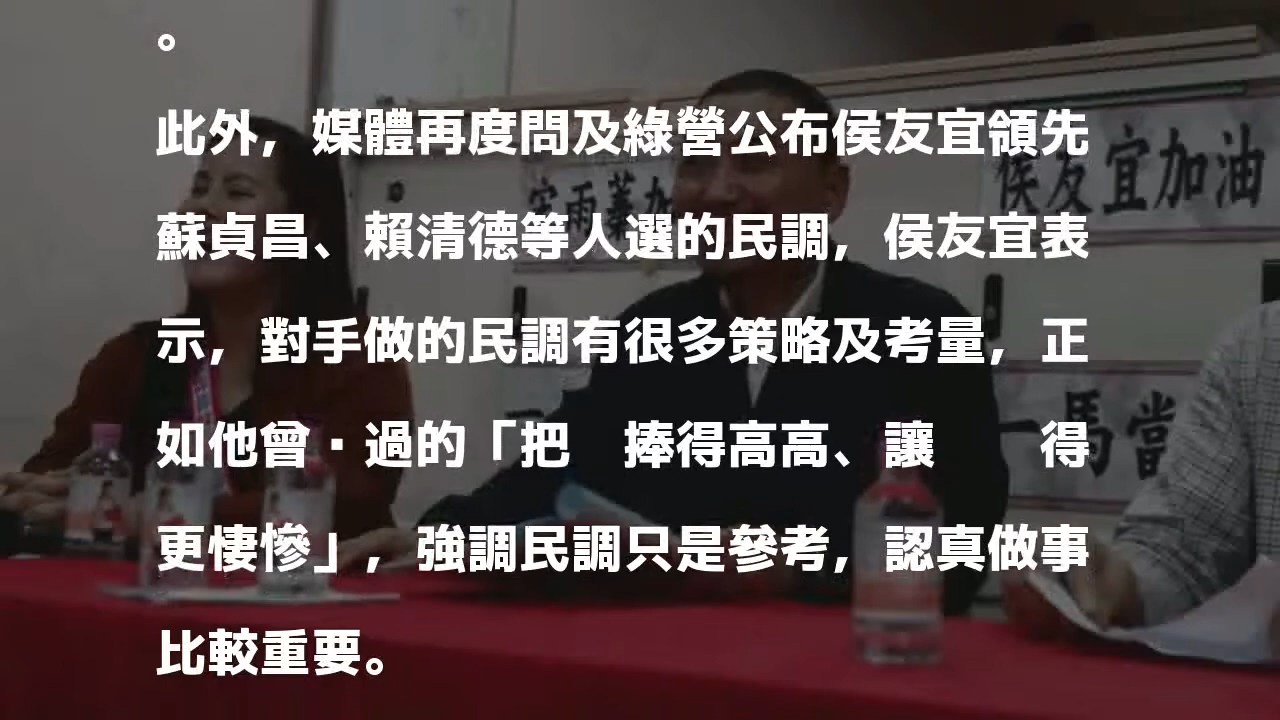 。
此外，媒體再度問及綠營公布侯友宜領先
蘇貞昌、賴清德等人選的民調，侯友宜表
示，對手做的民調有很多策略及考量，正
如他曾▪過的「把　捧得高高、讓　　得
更悽慘」，強調民調只是參考，認真做事
比較重要。
侯友宜加油
一馬當